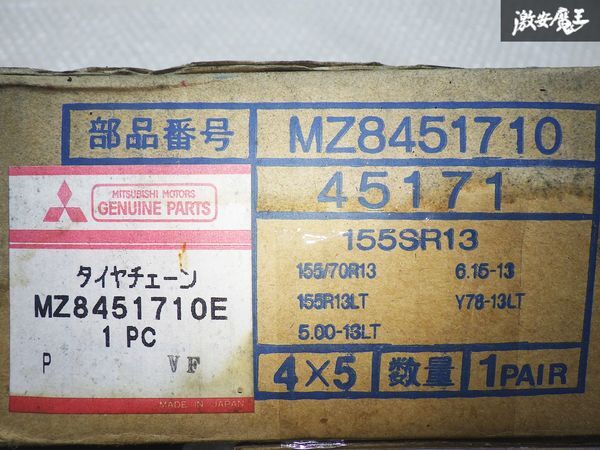 激安魔王
部品番号 MZ8451710
45171
MITSUBISHI MOTORS
GENUINE PARTS
タイヤチェーン
MZ8451710E
1 PC
P VF
MADE IN JAPAN
155SR13
155/70R13 6.15-13
155R13LT Y78-13LT
5.00-13LT
4×5 数量 1PAIR